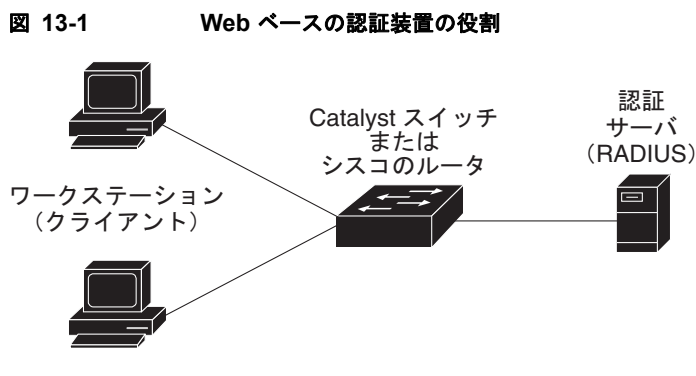 図 13-1 Web ベースの認証装置の役割
Catalyst スイッチ
または
シスコのルータ
認証
サーバ
（RADIUS）
ワークステーション
（クライアント）